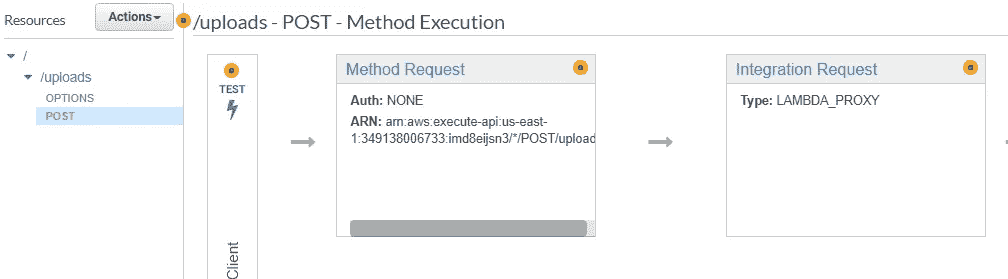 Resources
Actions
/uploads - POST - Method Execution
/
/uploads
OPTIONS
POST
TEST
Client
Method Request
Auth: NONE
ARN: arn:aws:execute-api:us-east-
1:349138006733:imd8eijsn3/*/POST/upload
Integration Request
Type: LAMBDA_PROXY